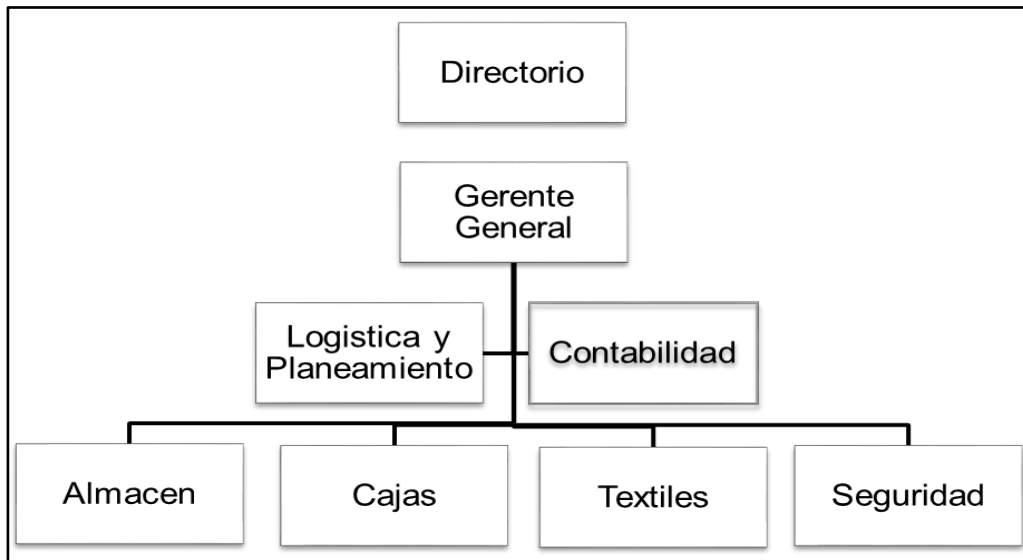 Directorio
Gerente
General
Logistica y
Planeamiento
Contabilidad
Almacen
Cajas
Textiles
Seguridad